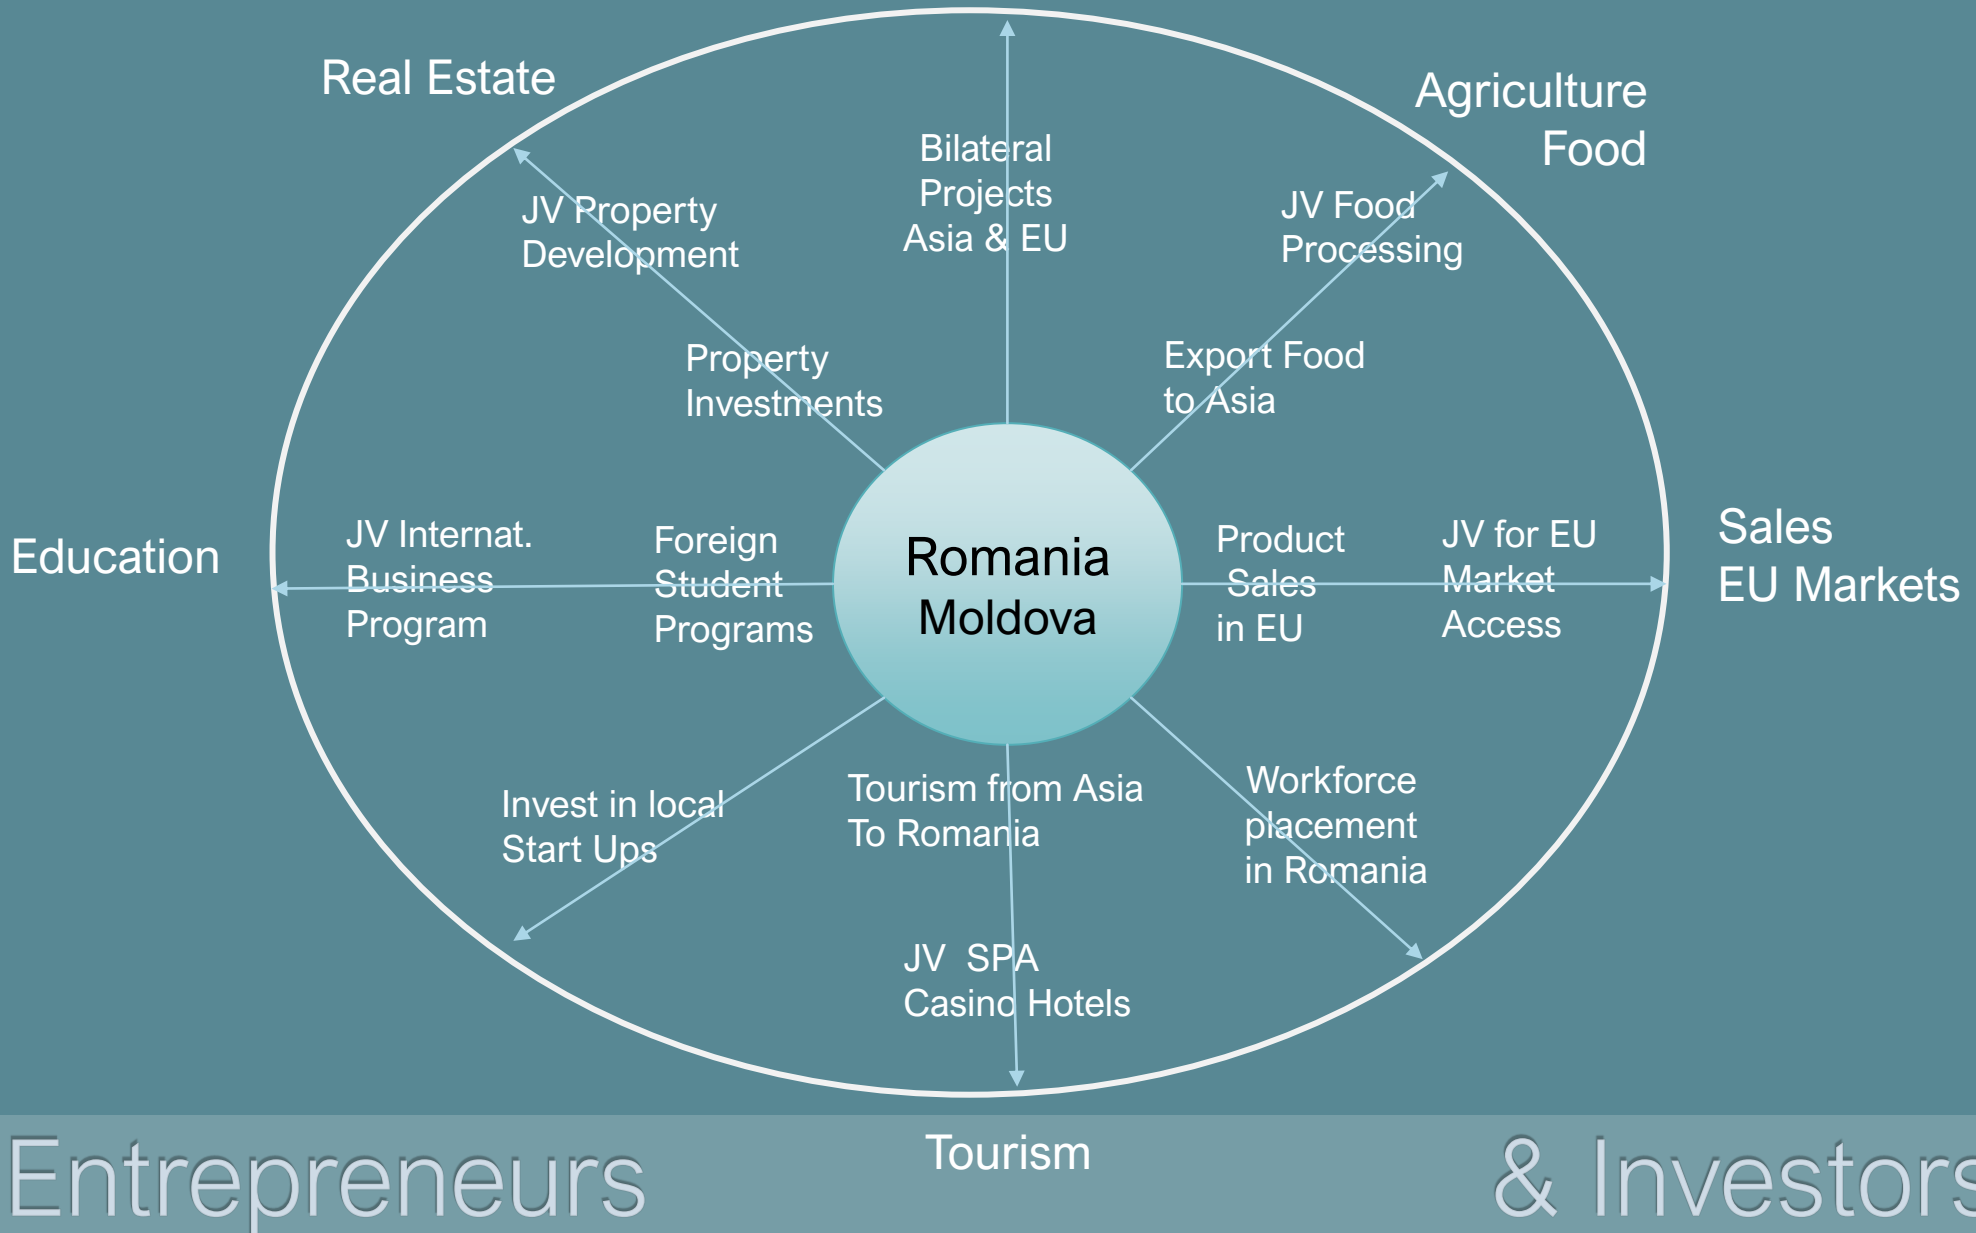 Real Estate
Agriculture
Food
Bilateral
Projects
Asia & EU
JV Property
Development
JV Food
Processing
Property
Investments
Export Food
to Asia
Education
JV Internat.
Business
Program
Foreign
Student
Programs
Romania
Moldova
Product
Sales
in EU
JV for EU
Market
Access
Sales
EU Markets
Invest in local
Start Ups
Tourism from Asia
To Romania
Workforce
placement
in Romania
JV  SPA
Casino Hotels
Tourism
Entrepreneurs & Investors